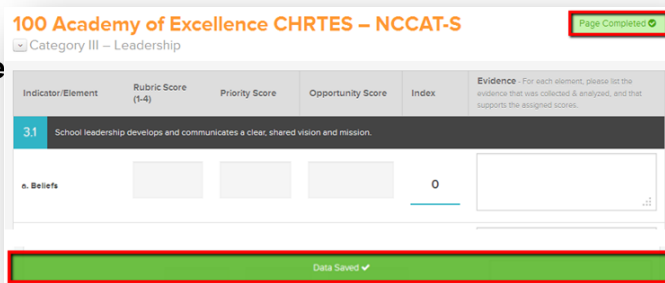 100 Academy of Excellence CHRTES – NCCAT-S
Page Completed
Category III – Leadership
e
Indicator/Element
Rubric Score
(1-4)
Priority Score
Opportunity Score
Index
Evidence - For each element, please list the
evidence that was collected & analyzed, and that
supports the assigned scores.
3.1 School leadership develops and communicates a clear, shared vision and mission.
a. Beliefs
0
Data Saved ✔